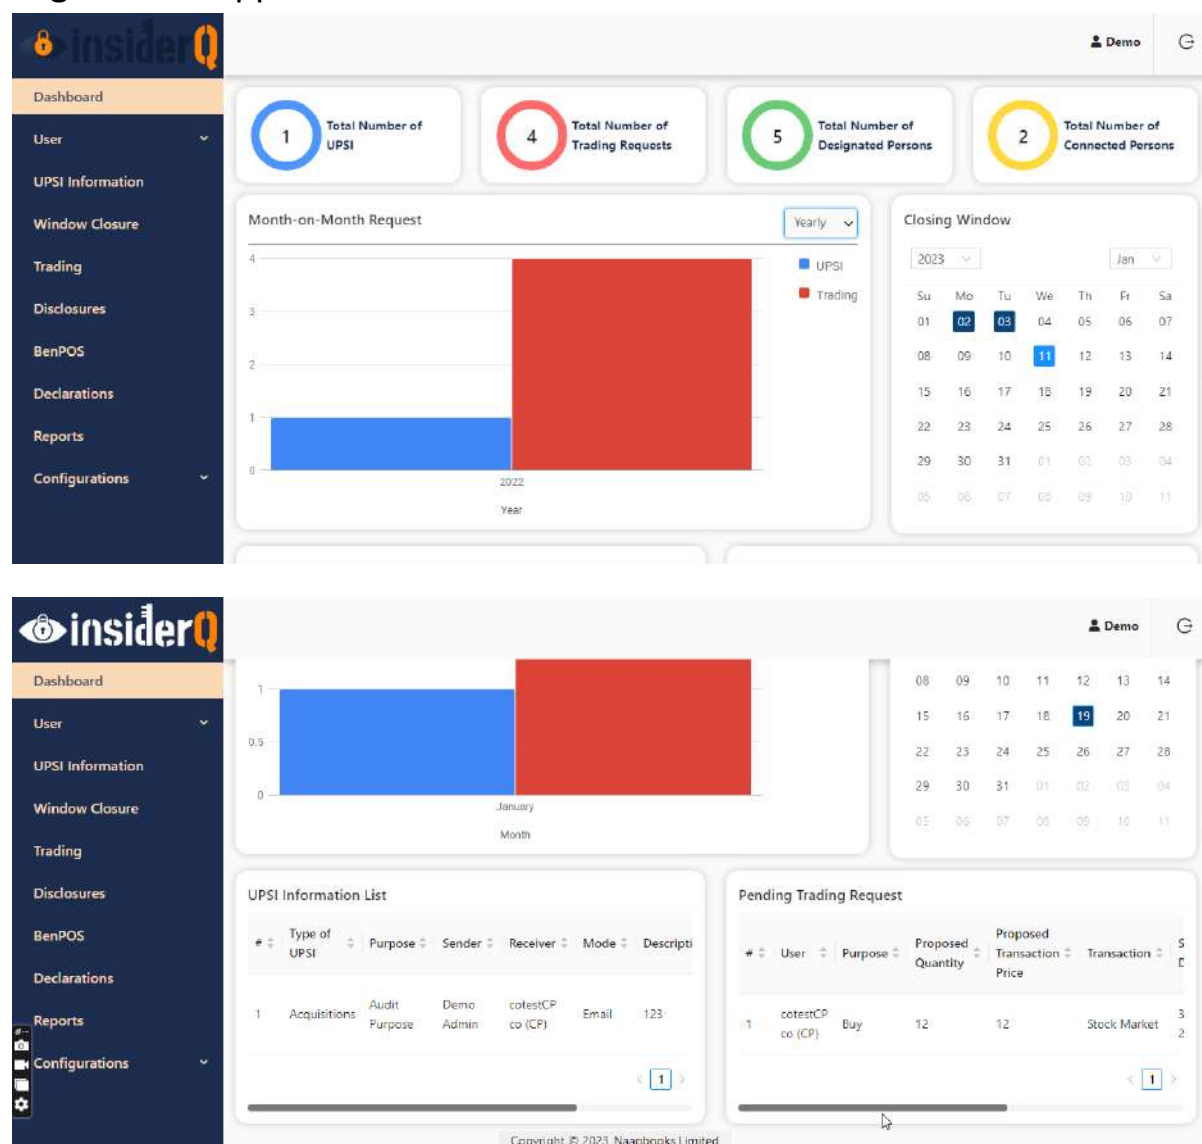 insiderQ
Demo
Dashboard
User
UPSI Information
Window Closure
Trading
Disclosures
BenPOS
Declarations
Reports
Configurations
1
Total Number of
UPSI
4
Total Number of
Trading Requests
5
Total Number of
Designated Persons
2
Total Number of
Connected Persons
Month-on-Month Request
Yearly
4
3
2
1
0
2022
Year
UPSI
Trading
Closing Window
2023 Jan
Su Mo Tu We Th Fr Sa
01 02 03 04 05 06 07
08 09 10 11 12 13 14
15 16 17 18 19 20 21
22 23 24 25 26 27 28
29 30 31 01 02 03 04
05 06 07 08 09 10 11
insiderQ
Demo
Dashboard
User
UPSI Information
Window Closure
Trading
Disclosures
BenPOS
Declarations
Reports
Configurations
1
0.5
0
January
Month
08 09 10 11 12 13 14
15 16 17 18 19 20 21
22 23 24 25 26 27 28
29 30 31 01 02 03 04
05 06 07 08 09 10 11
UPSI Information List
# Type of UPSI Purpose Sender Receiver Mode Descripti
1 Acquisitions Audit Purpose Demo Admin cotestCP co (CP) Email 123
1
Pending Trading Request
# User Purpose Proposed Quantity Proposed Transaction Price Transaction
1 cotestCP co (CP) Buy 12 12 Stock Market
1
Copyright © 2023 Naapbooks Limited